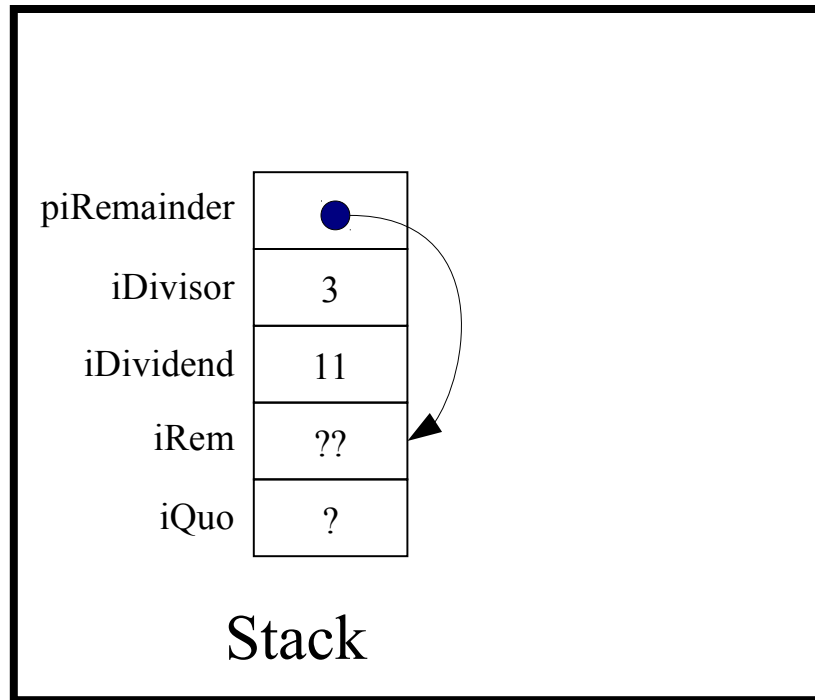 piRemainder
iDivisor 3
iDividend 11
iRem ??
iQuo ?
Stack